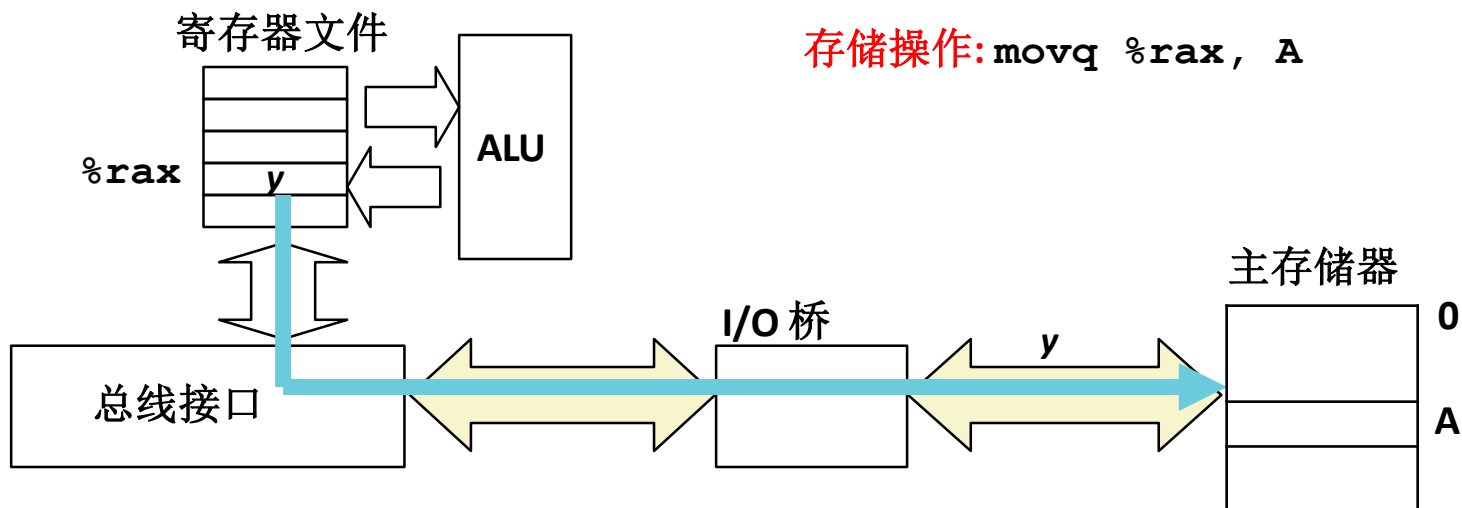 寄存器文件
存储操作: movq %rax, A
ALU
%rax
y
主存储器
0
I/O 桥
y
总线接口
A